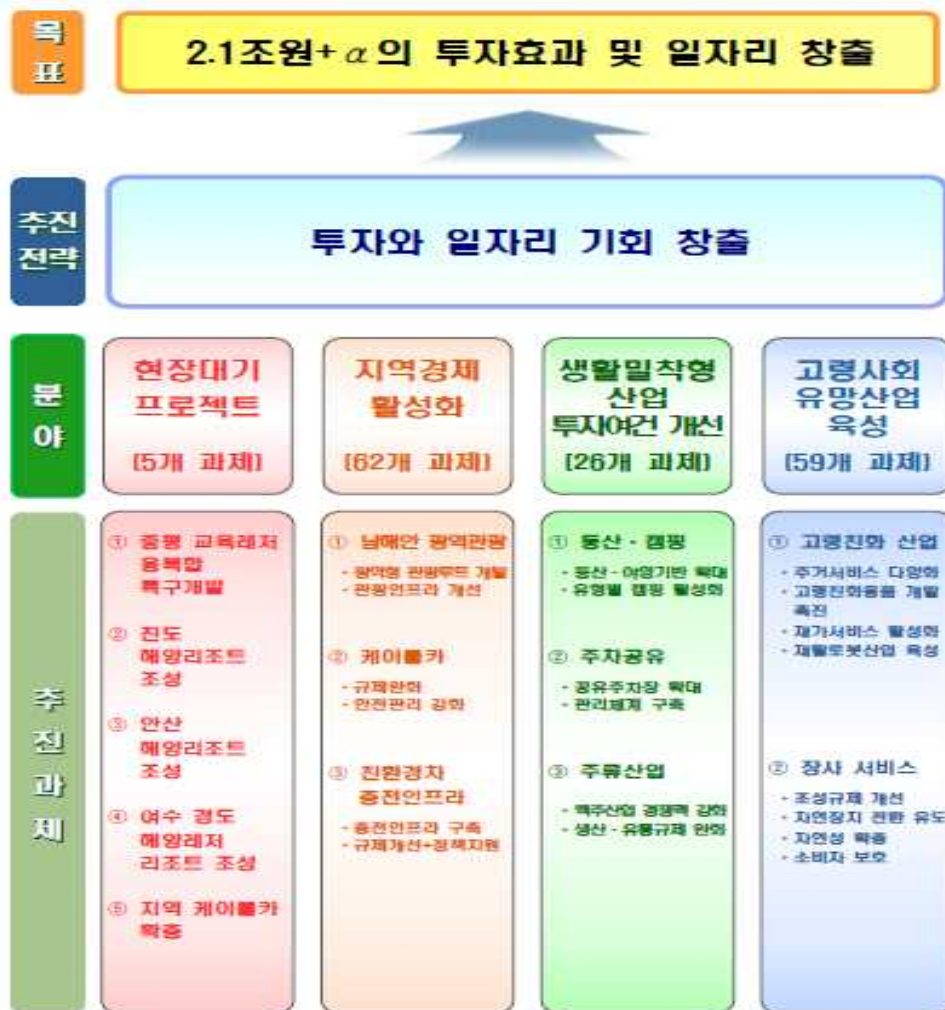 목
표
2.1조원+α의 투자효과 및 일자리 창출
추진
전략
투자와 일자리 기회 창출
분
야
현장대기
프로젝트
(5개 과제)
지역경제
활성화
(62개 과제)
생활밀착형
산업
투자여건 개선
(26개 과제)
고령사회
유망산업
육성
(59개 과제)
추
진
과
제
① 증평 교육레저
융복합
특구개발
② 진도
해양리조트
조성
③ 안산
해양리조트
조성
④ 여수 경도
해양레저
리조트 조성
⑤ 지역 케이블카
확충
① 남해안 광역관광
- 광역형 관광루트 개발
- 관광인프라 개선
② 케이블카
- 규제완화
- 안전관리 강화
③ 친환경차
충전인프라
- 충전인프라 구축
- 규제개선+정책지원
① 등산·캠핑
- 등산·야영기반 확대
- 유형별 캠핑 활성화
② 주차공유
- 공유주차장 확대
- 관리체계 구축
③ 주류산업
- 맥주산업 경쟁력 강화
- 생산·유통규제 완화
① 고령친화 산업
- 주거서비스 다양화
- 고령친화용품 개발
촉진
- 재가서비스 활성화
- 재활로봇산업 육성
② 장사 서비스
- 조성규제 개선
- 자연장지 전환 유도
- 자연성 확충
- 소비자 보호